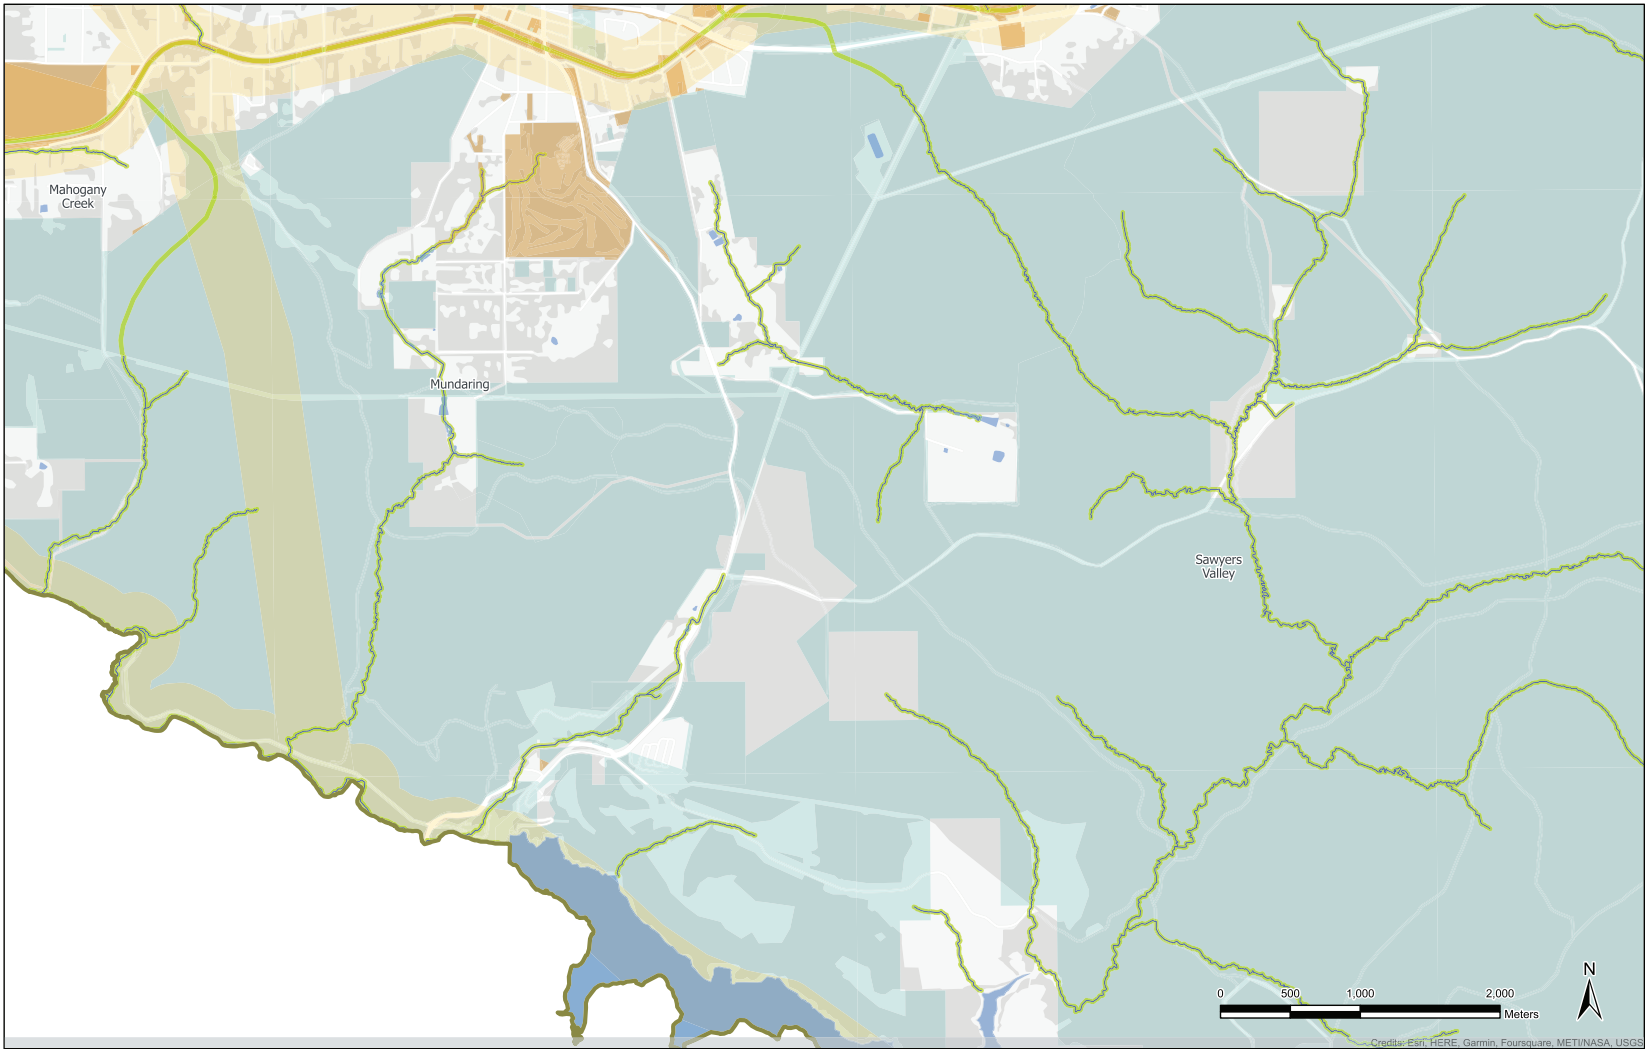 Mahogany
Creek
Mundaring
Sawyers
Valley
N
0 500 1,000 2,000
Meters
Credits: Esri, HERE, Garmin, Foursquare, METI/NASA, USGS